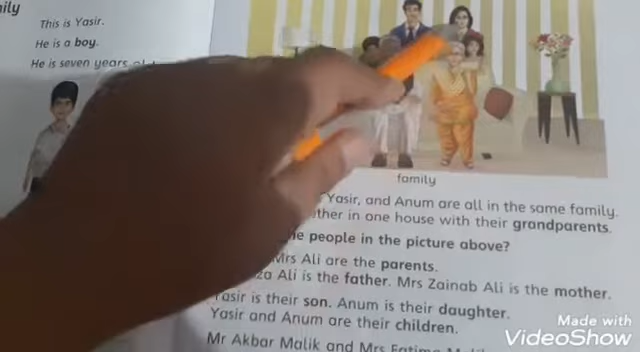 ily
This is Yasir.
He is a boy.
He is seven years
family
Yasir, and Anum are all in the same family.
ther in one house with their grandparents.
people in the picture above?
Mrs Ali are the parents.
za Ali is the father. Mrs Zainab Ali is the mother.
Yasir is their son. Anum is their daughter.
Yasir and Anum are their children.
Mr Akbar Malik and Mrs
Made with
VideoShow